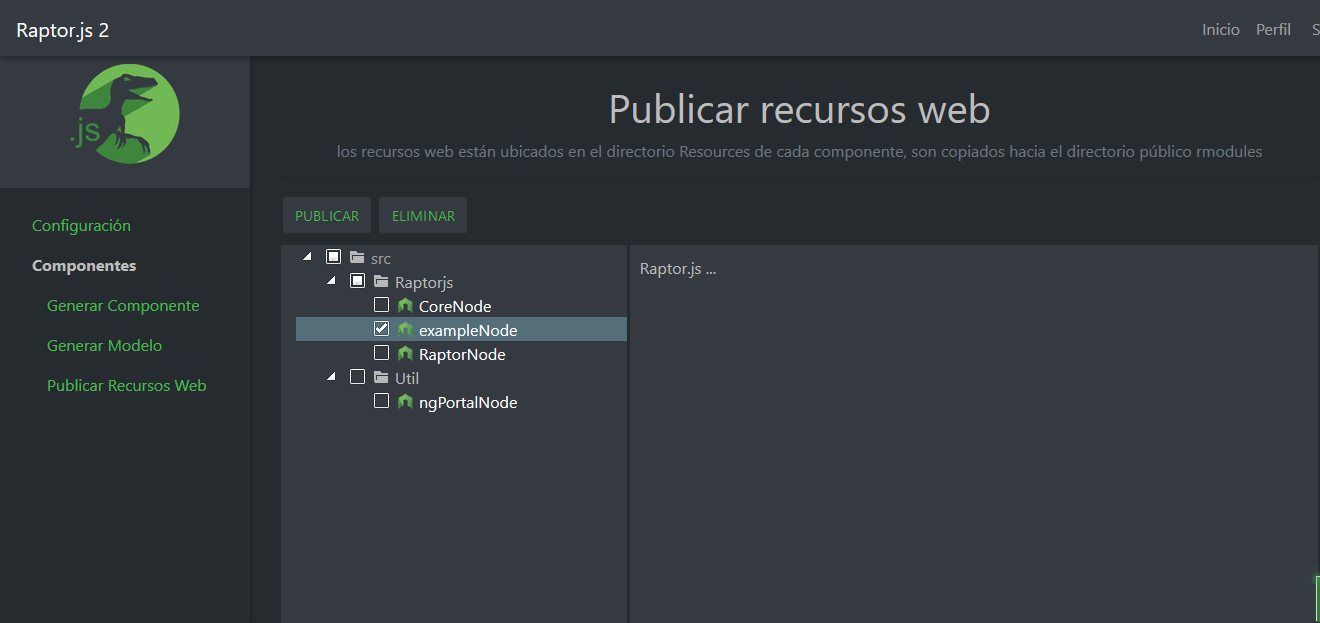 Raptor.js 2
Inicio Perfil S
.js
Configuración
Componentes
Generar Componente
Generar Modelo
Publicar Recursos Web
Publicar recursos web
los recursos web están ubicados en el directorio Resources de cada componente, son copiados hacia el directorio público rmodules
PUBLICAR ELIMINAR
src
Raptorjs
CoreNode
exampleNode
RaptorNode
Util
ngPortalNode
Raptor.js ...